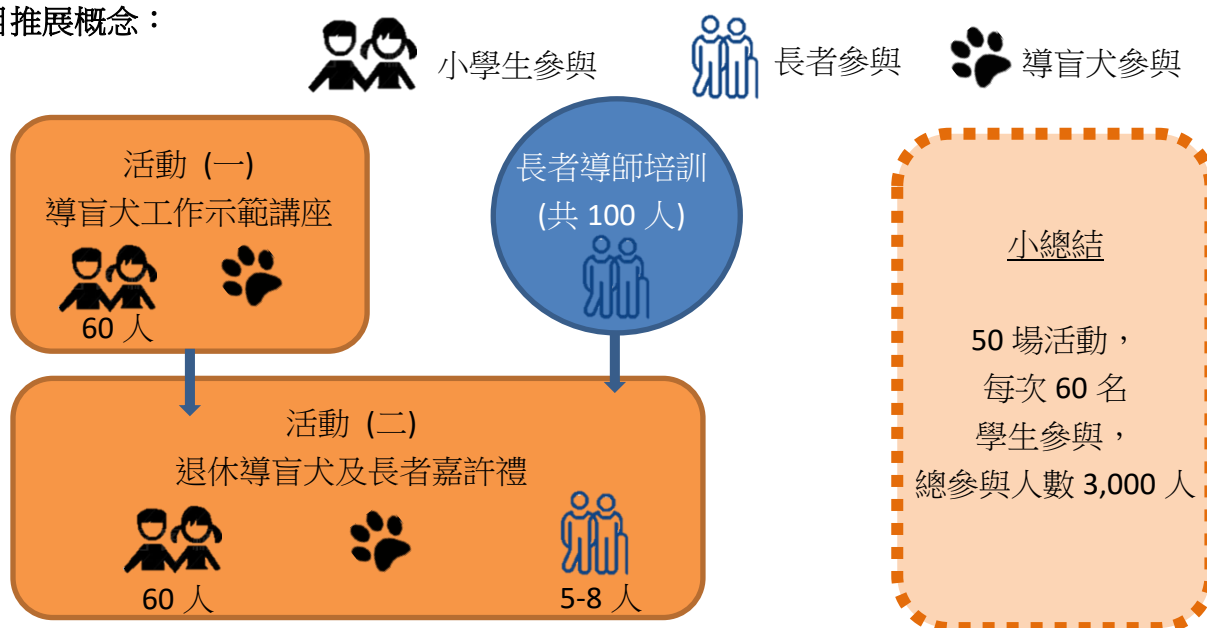 推展概念：
小學生參與
長者參與
導盲犬參與
活動 (一)
導盲犬工作示範講座
60 人
長者導師培訓
(共 100 人)
活動 (二)
退休導盲犬及長者嘉許禮
60 人
5-8 人
小總結
50 場活動，
每次 60 名
學生參與，
總參與人數 3,000 人